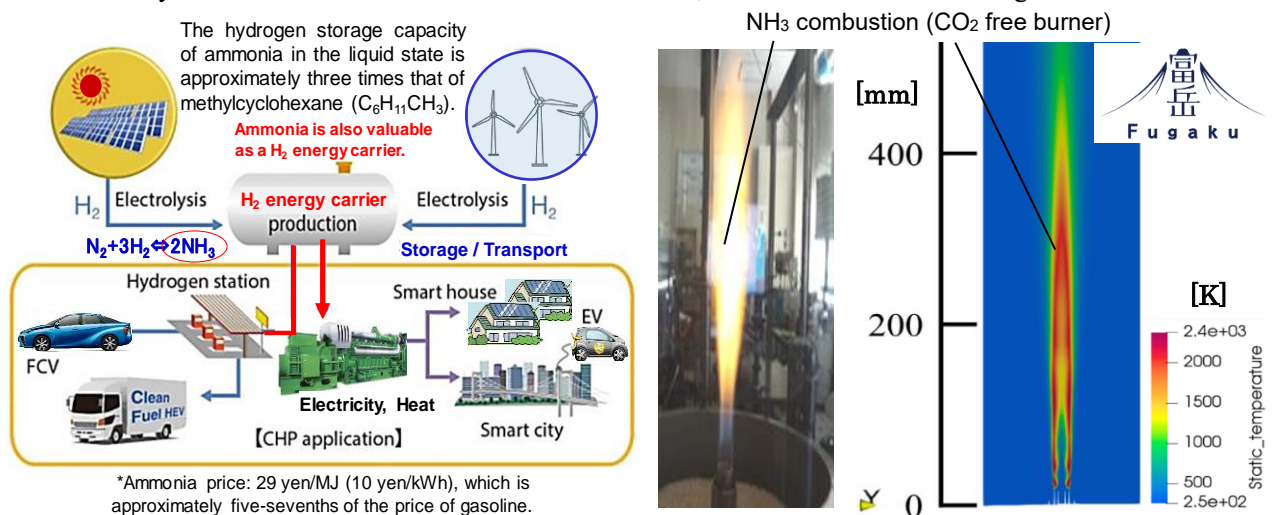 The hydrogen storage capacity
of ammonia in the liquid state is
approximately three times that of
methylcyclohexane (C₆H₁₁CH₃).
Ammonia is also valuable
as a H₂ energy carrier.
H₂
Electrolysis
H₂ energy carrier
production
Electrolysis
H₂
N₂+3H₂⇔2NH₃
Storage / Transport
Hydrogen station
Smart house
EV
FCV
Clean
Fuel HEV
Electricity, Heat
【CHP application】
Smart city
*Ammonia price: 29 yen/MJ (10 yen/kWh), which is
approximately five-sevenths of the price of gasoline.
NH₃ combustion (CO₂ free burner)
[mm]
400
200
0
Y
富岳
Fugaku
[K]
2.4e+03
2000
1000
500
2.5e+02
Static_temperature